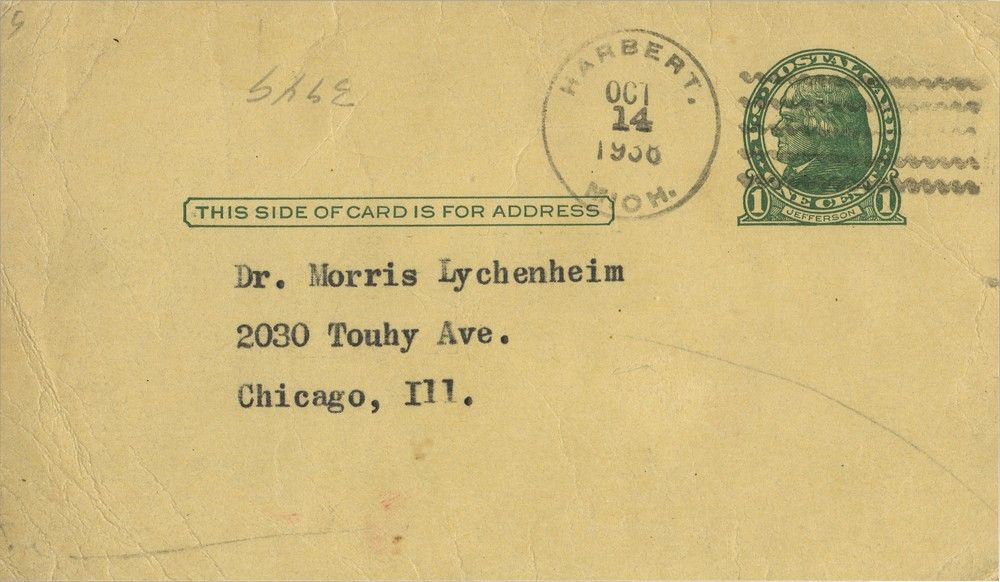 HARBERT.
OCT
14
1936
MICH.
U.S. POSTAL CARD
ONE CENT
1 JEFFERSON 1
THIS SIDE OF CARD IS FOR ADDRESS
Dr. Morris Lychenheim
2030 Touhy Ave.
Chicago, Ill.